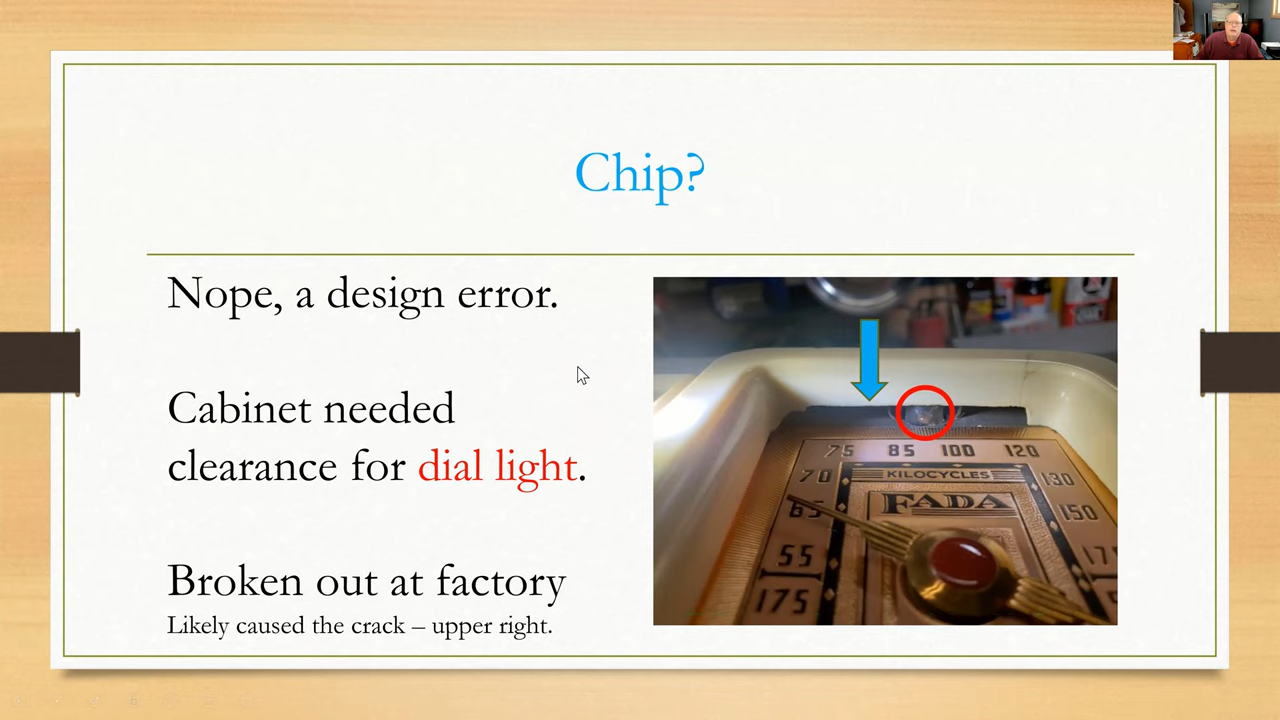 Chip?
Nope, a design error.
Cabinet needed
clearance for dial light.
Broken out at factory
Likely caused the crack – upper right.
75 85 100 120
KILOCYCLES
70 130
FADA
65 150
55
175